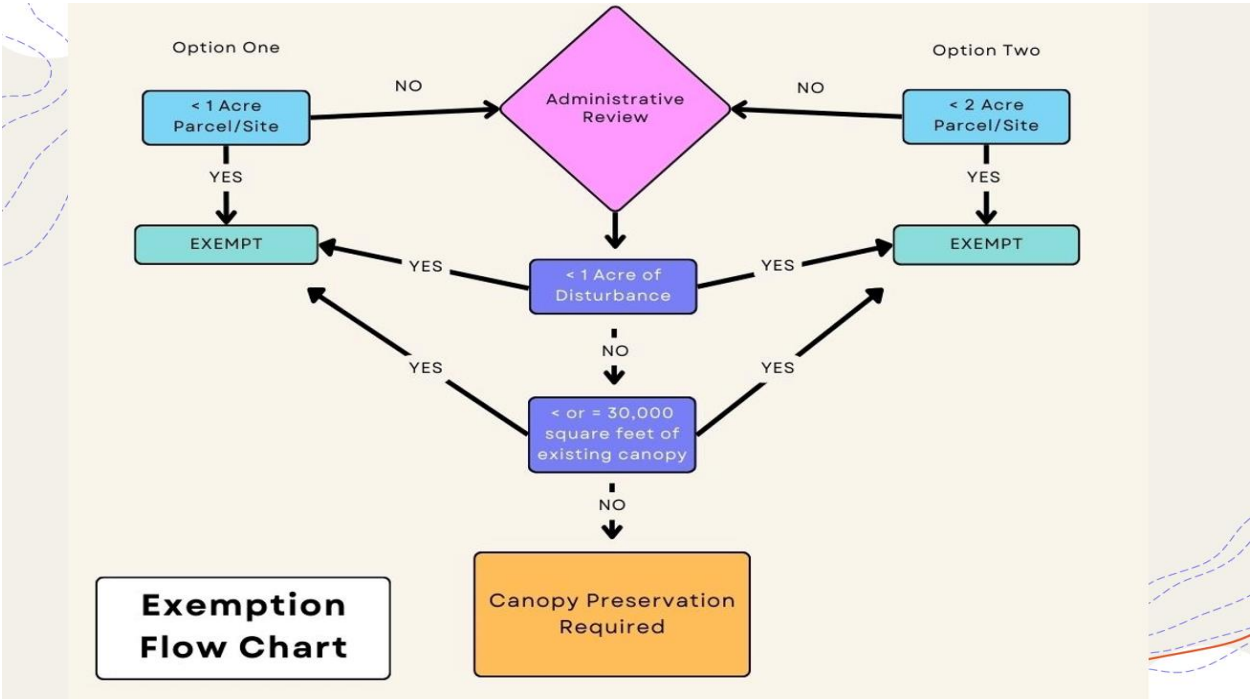 Option One
Option Two
< 1 Acre
Parcel/Site
NO
Administrative
Review
NO
< 2 Acre
Parcel/Site
YES
YES
EXEMPT
EXEMPT
YES
< 1 Acre of
Disturbance
YES
NO
YES
YES
< or = 30,000
square feet of
existing canopy
NO
Canopy Preservation
Required
Exemption
Flow Chart